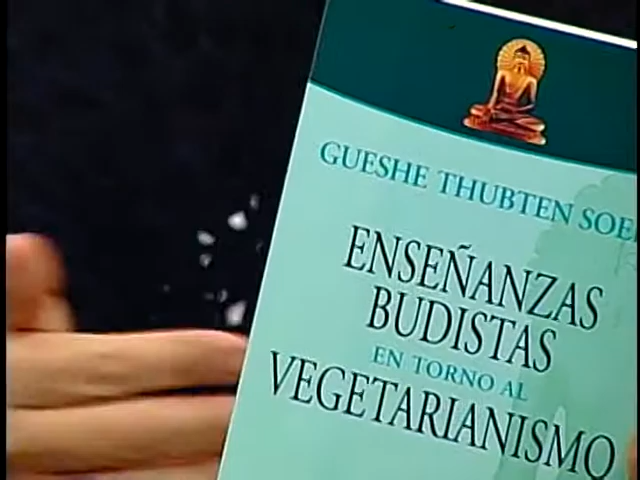 GUESHE THUBTEN SOE
ENSEÑANZAS
BUDISTAS
EN TORNO AL
VEGETARIANISMO